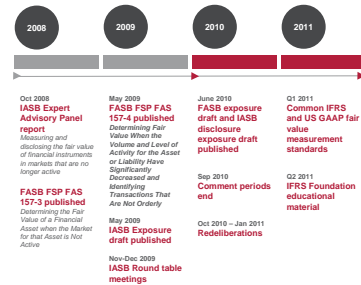 2008
2009
2010
2011
Oct 2008
IASB Expert
Advisory Panel
report
Measuring and
disclosing the fair value
of financial instruments
in markets that are no
longer active
FASB FSP FAS
157-3 published
Determining the Fair
Value of a Financial
Asset when the Market
for that Asset is Not
Active
May 2009
FASB FSP FAS
157-4 published
Determining Fair
Value When the
Volume and Level of
Activity for the Asset
or Liability Have
Significantly
Decreased and
Identifying
Transactions That
Are Not Orderly
May 2009
IASB Exposure
draft published
Nov-Dec 2009
IASB Round table
meetings
June 2010
FASB exposure
draft and IASB
disclosure
exposure draft
published
Sep 2010
Comment periods
end
Oct 2010 – Jan 2011
Redeliberations
Q1 2011
Common IFRS
and US GAAP fair
value
measurement
standards
Q2 2011
IFRS Foundation
educational
material